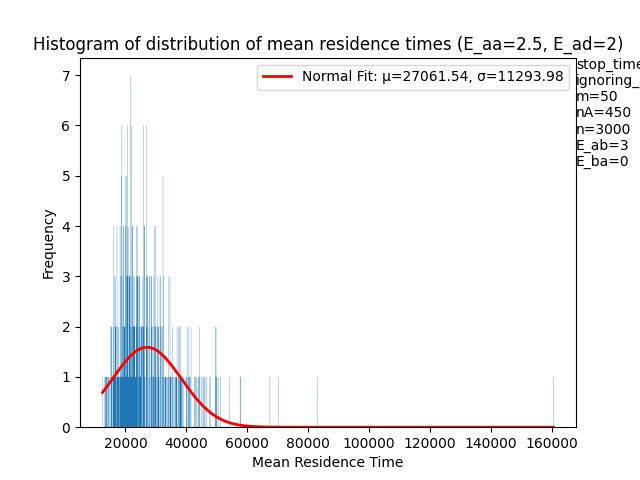 Histogram of distribution of mean residence times (E_aa=2.5, E_ad=2)
Normal Fit: μ=27061.54, σ=11293.98
m=50
nA=450
n=3000
E_ab=3
E_ba=0
Frequency
7
6
5
4
3
2
1
0
20000 40000 60000 80000 100000 120000 140000 160000
Mean Residence Time